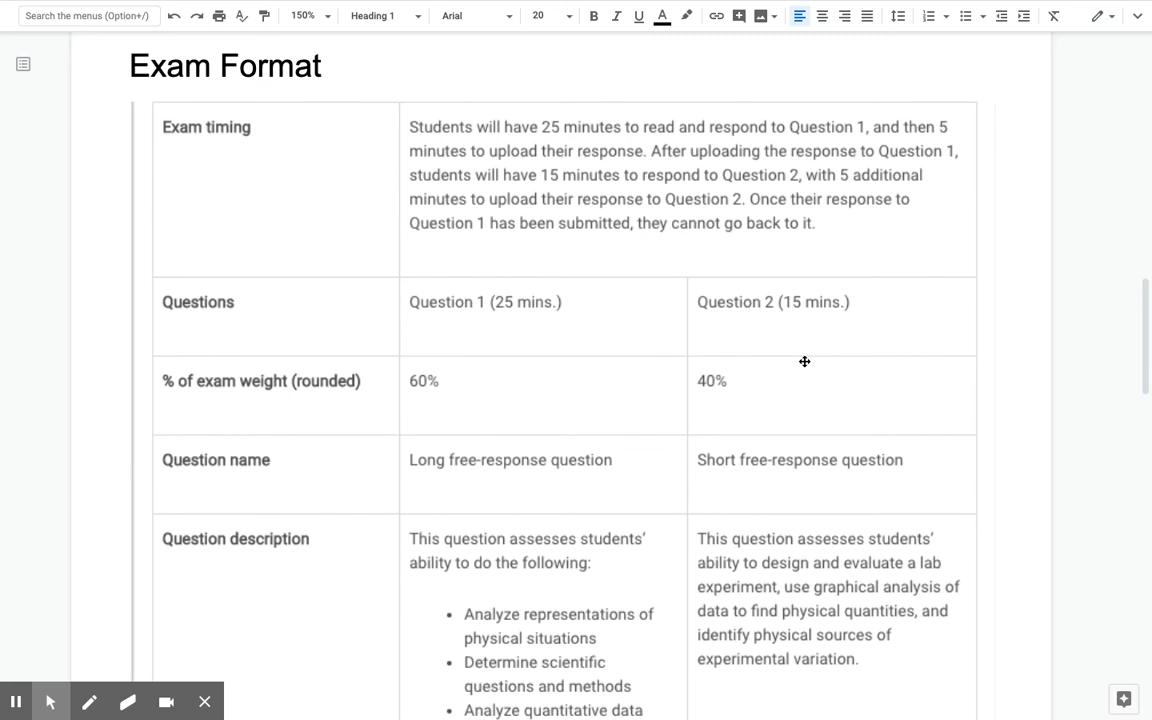 Search the menus (Option+/)
150%
Heading 1
Arial
20
B
I
U
A
Exam Format
Exam timing
Students will have 25 minutes to read and respond to Question 1, and then 5
minutes to upload their response. After uploading the response to Question 1,
students will have 15 minutes to respond to Question 2, with 5 additional
minutes to upload their response to Question 2. Once their response to
Question 1 has been submitted, they cannot go back to it.
Questions
Question 1 (25 mins.)
Question 2 (15 mins.)
% of exam weight (rounded)
60%
40%
Question name
Long free-response question
Short free-response question
Question description
This question assesses students’
ability to do the following:
• Analyze representations of
physical situations
• Determine scientific
questions and methods
• Analyze quantitative data
This question assesses students’
ability to design and evaluate a lab
experiment, use graphical analysis of
data to find physical quantities, and
identify physical sources of
experimental variation.